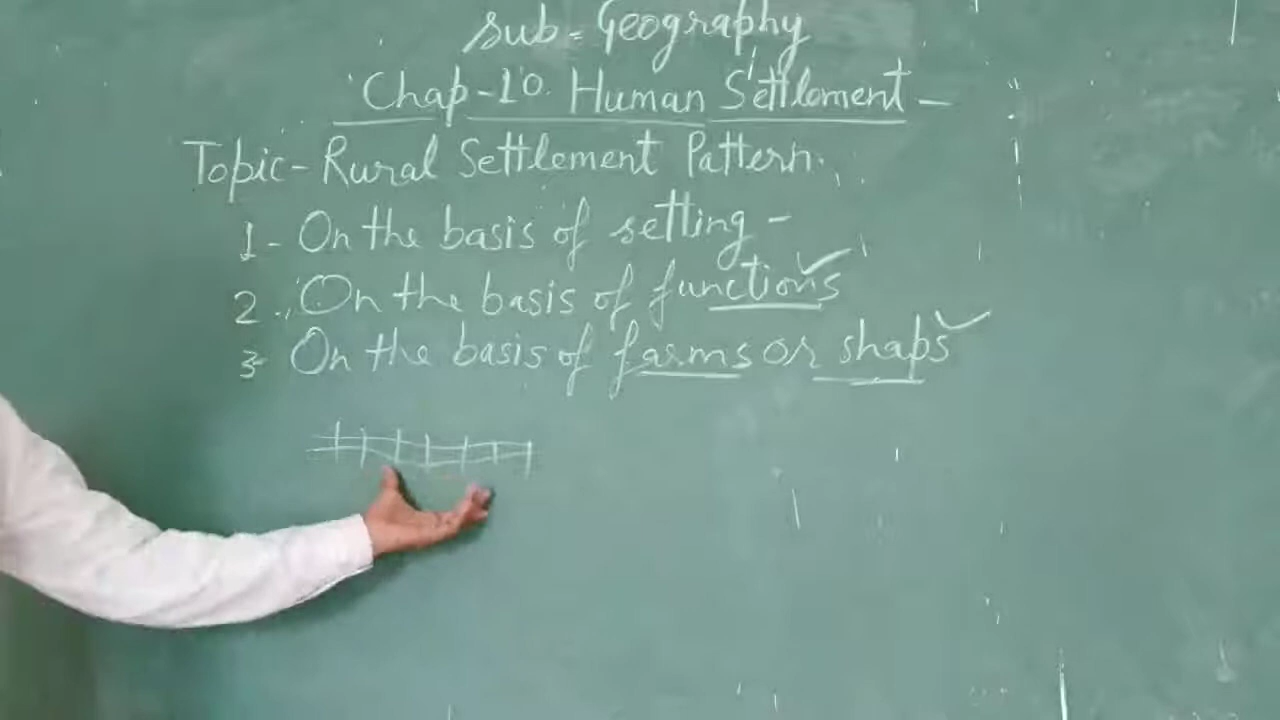 Sub = Geography
Chap-10. Human Settlement -
Topic - Rural Settlement Pattern.
1- On the basis of setting -
2. On the basis of functions
3- On the basis of farms or shaps